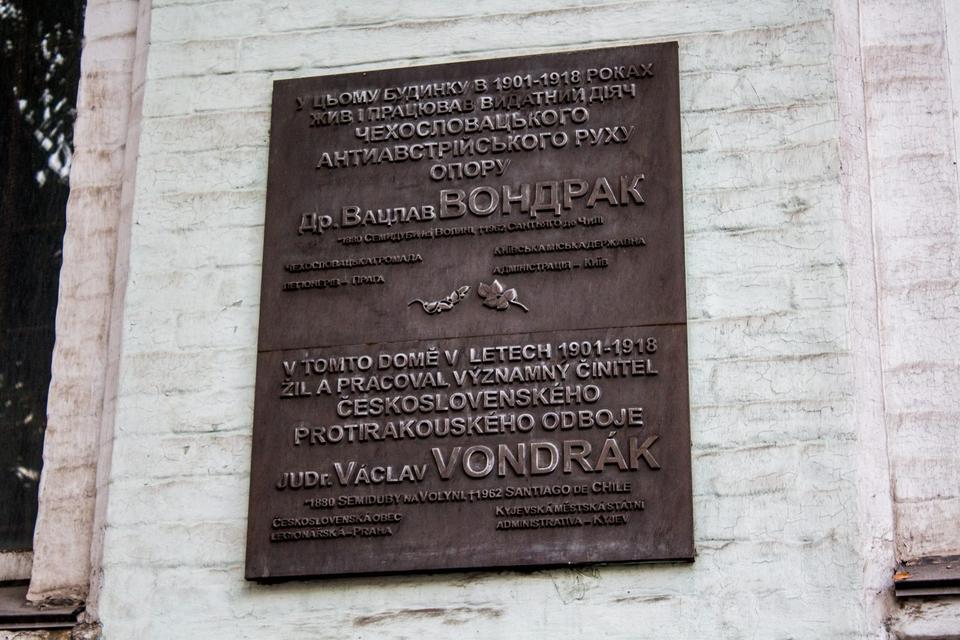 У ЦЬОМУ БУДИНКУ В 1901-1918 РОКАХ
ЖИВ І ПРАЦЮВАВ ВИДАТНИЙ ДІЯЧ
ЧЕХОСЛОВАЦЬКОГО
АНТИАВСТРІЙСЬКОГО РУХУ
ОПОРУ
Др. ВАЦЛАВ ВОНДРАК
*1880 СЕМИДУБИ НА ВОЛИНІ, †1962 САНТЬЯГО ДЕ ЧИЛІ
ЧЕХОСЛОВАЦЬКА ГРОМАДА
ЛЕГІОНЕРІВ – ПРАГА
КИЇВСЬКА МІСЬКА ДЕРЖАВНА
АДМІНІСТРАЦІЯ – КИЇВ
V TOMTO DOMĚ V LETECH 1901-1918
ŽIL A PRACOVAL VÝZNAMNÝ ČINITEL
ČESKOSLOVENSKÉHO
PROTIRAKOUSKÉHO ODBOJE
JUDr. VÁCLAV VONDRÁK
*1880 SEMIDUBY NA VOLYNI, †1962 SANTIAGO DE CHILE
ČESKOSLOVENSKÁ OBEC
LEGIONÁŘSKÁ – PRAHA
KYJEVSKÁ MĚSTSKÁ STÁTNÍ
ADMINISTRATIVA – KYJEV